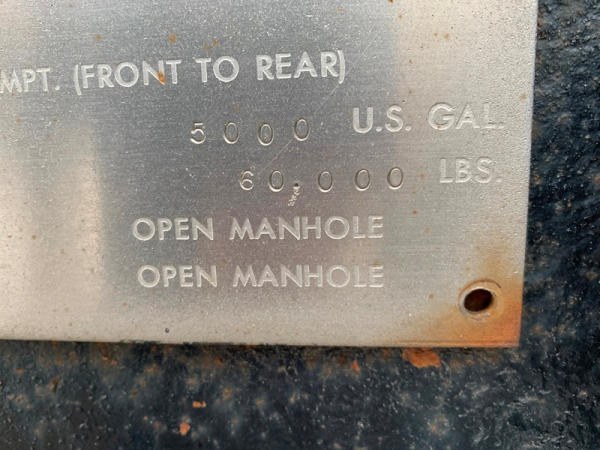 MPT. (FRONT TO REAR)
5000 U.S. GAL.
60,000 LBS.
OPEN MANHOLE
OPEN MANHOLE